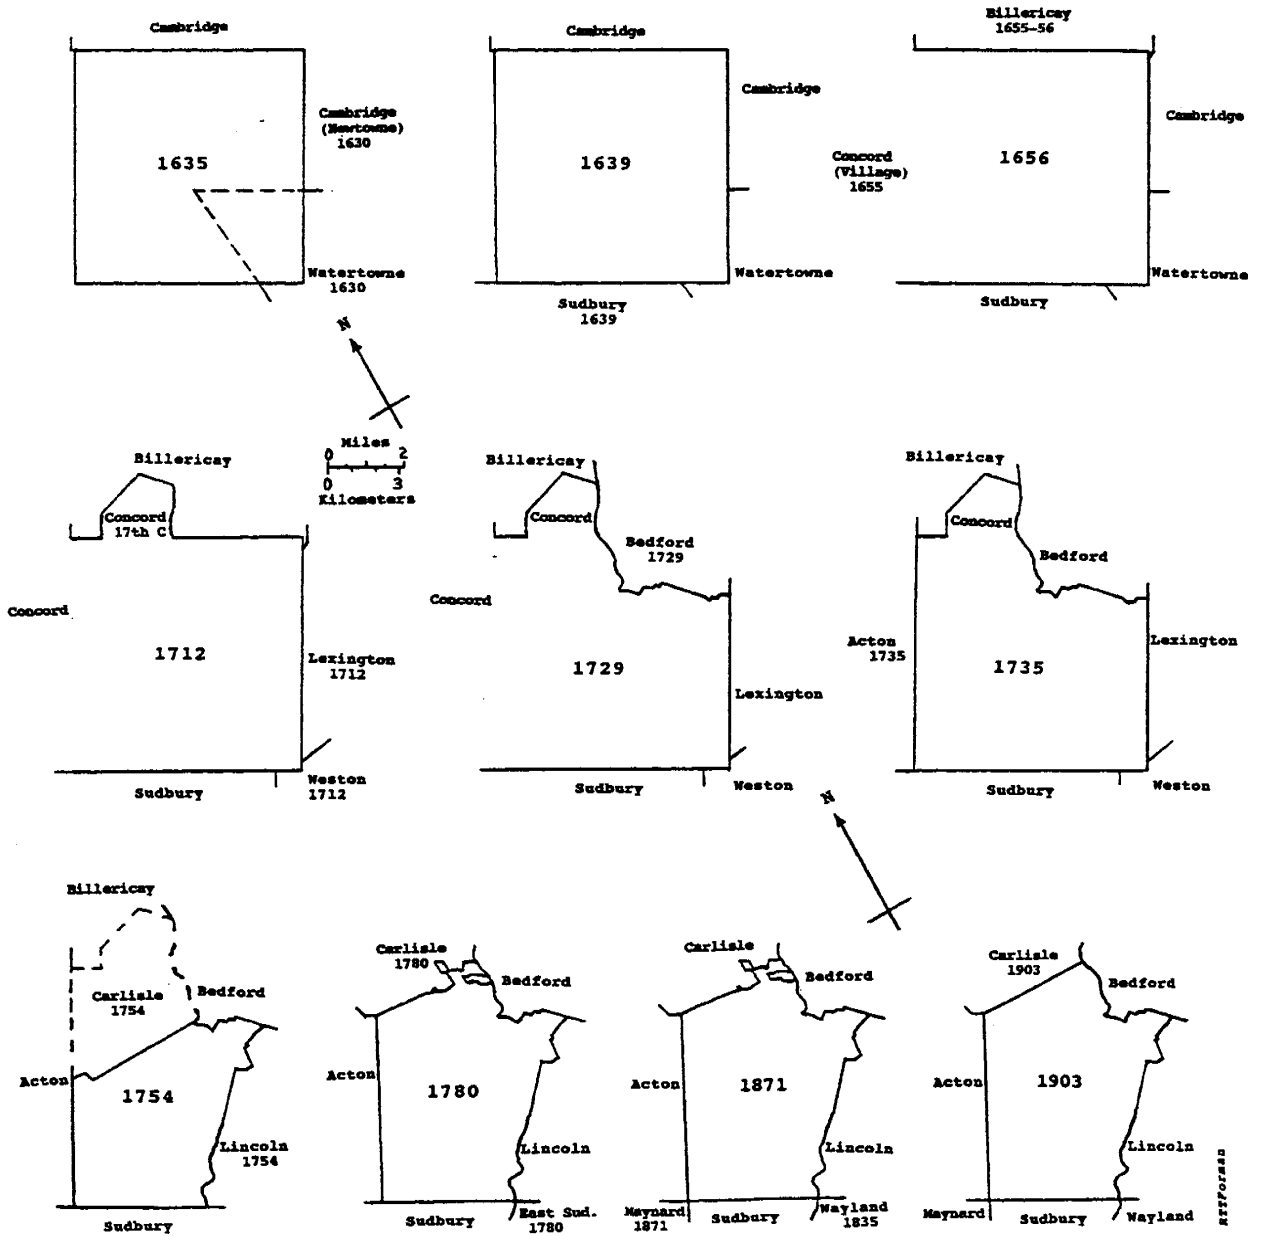 Cambridge
Cambridge
(Newtowne)
1630
1635
Watertowne
1630
Cambridge
Cambridge
1639
Watertowne
Sudbury
1639
Billericay
1655-56
Cambridge
Concord
(Village)
1655
1656
Watertowne
Sudbury
N
Miles
0 2
0 3
Kilometers
Billericay
Concord
17th C
Concord
1712
Lexington
1712
Weston
1712
Sudbury
Billericay
Concord
Bedford
1729
Concord
1729
Lexington
Weston
Sudbury
Billericay
Concord
Bedford
Acton
1735
1735
Lexington
Weston
Sudbury
N
Billericay
Carlisle
1754
Bedford
Acton
1754
Lincoln
1754
Sudbury
Carlisle
1780
Bedford
Acton
1780
Lincoln
East Sud.
1780
Sudbury
Carlisle
Bedford
Acton
1871
Lincoln
Maynard
1871
Sudbury
Wayland
1835
Carlisle
1903
Bedford
Acton
1903
Lincoln
Maynard
Sudbury
Wayland
RTTForman